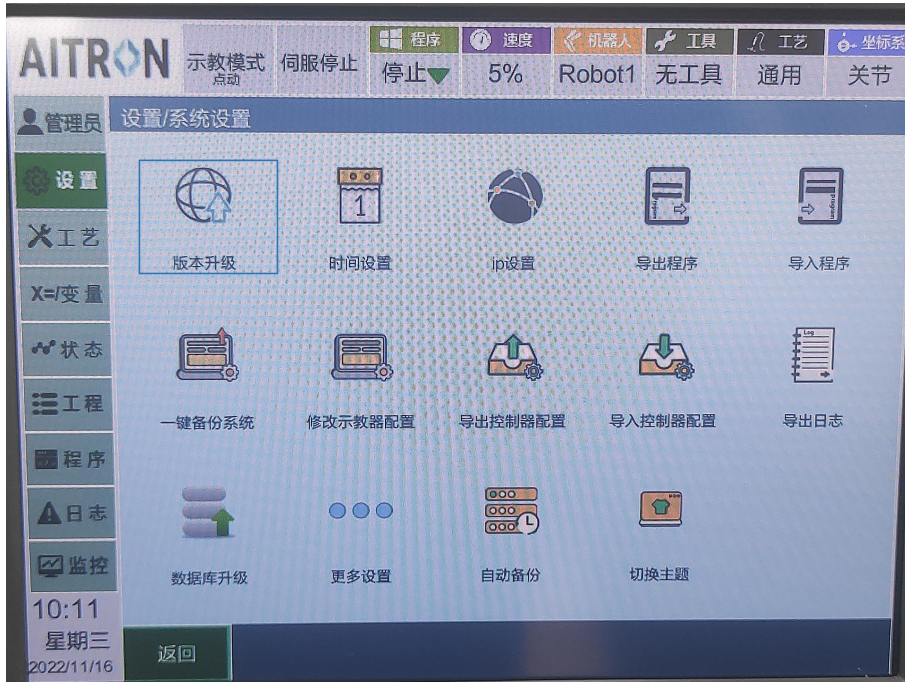 AITRON
示教模式
点动
伺服停止
程序
停止
速度
5%
机器人
Robot1
工具
无工具
工艺
通用
坐标系
关节
管理员
设置/系统设置
设置
工艺
X=/变量
状态
工程
程序
日志
监控
版本升级
1
时间设置
ip设置
导出程序
program
导入程序
一键备份系统
修改示教器配置
导出控制器配置
导入控制器配置
Log
导出日志
数据库升级
更多设置
自动备份
切换主题
10:11
星期三
2022/11/16
返回